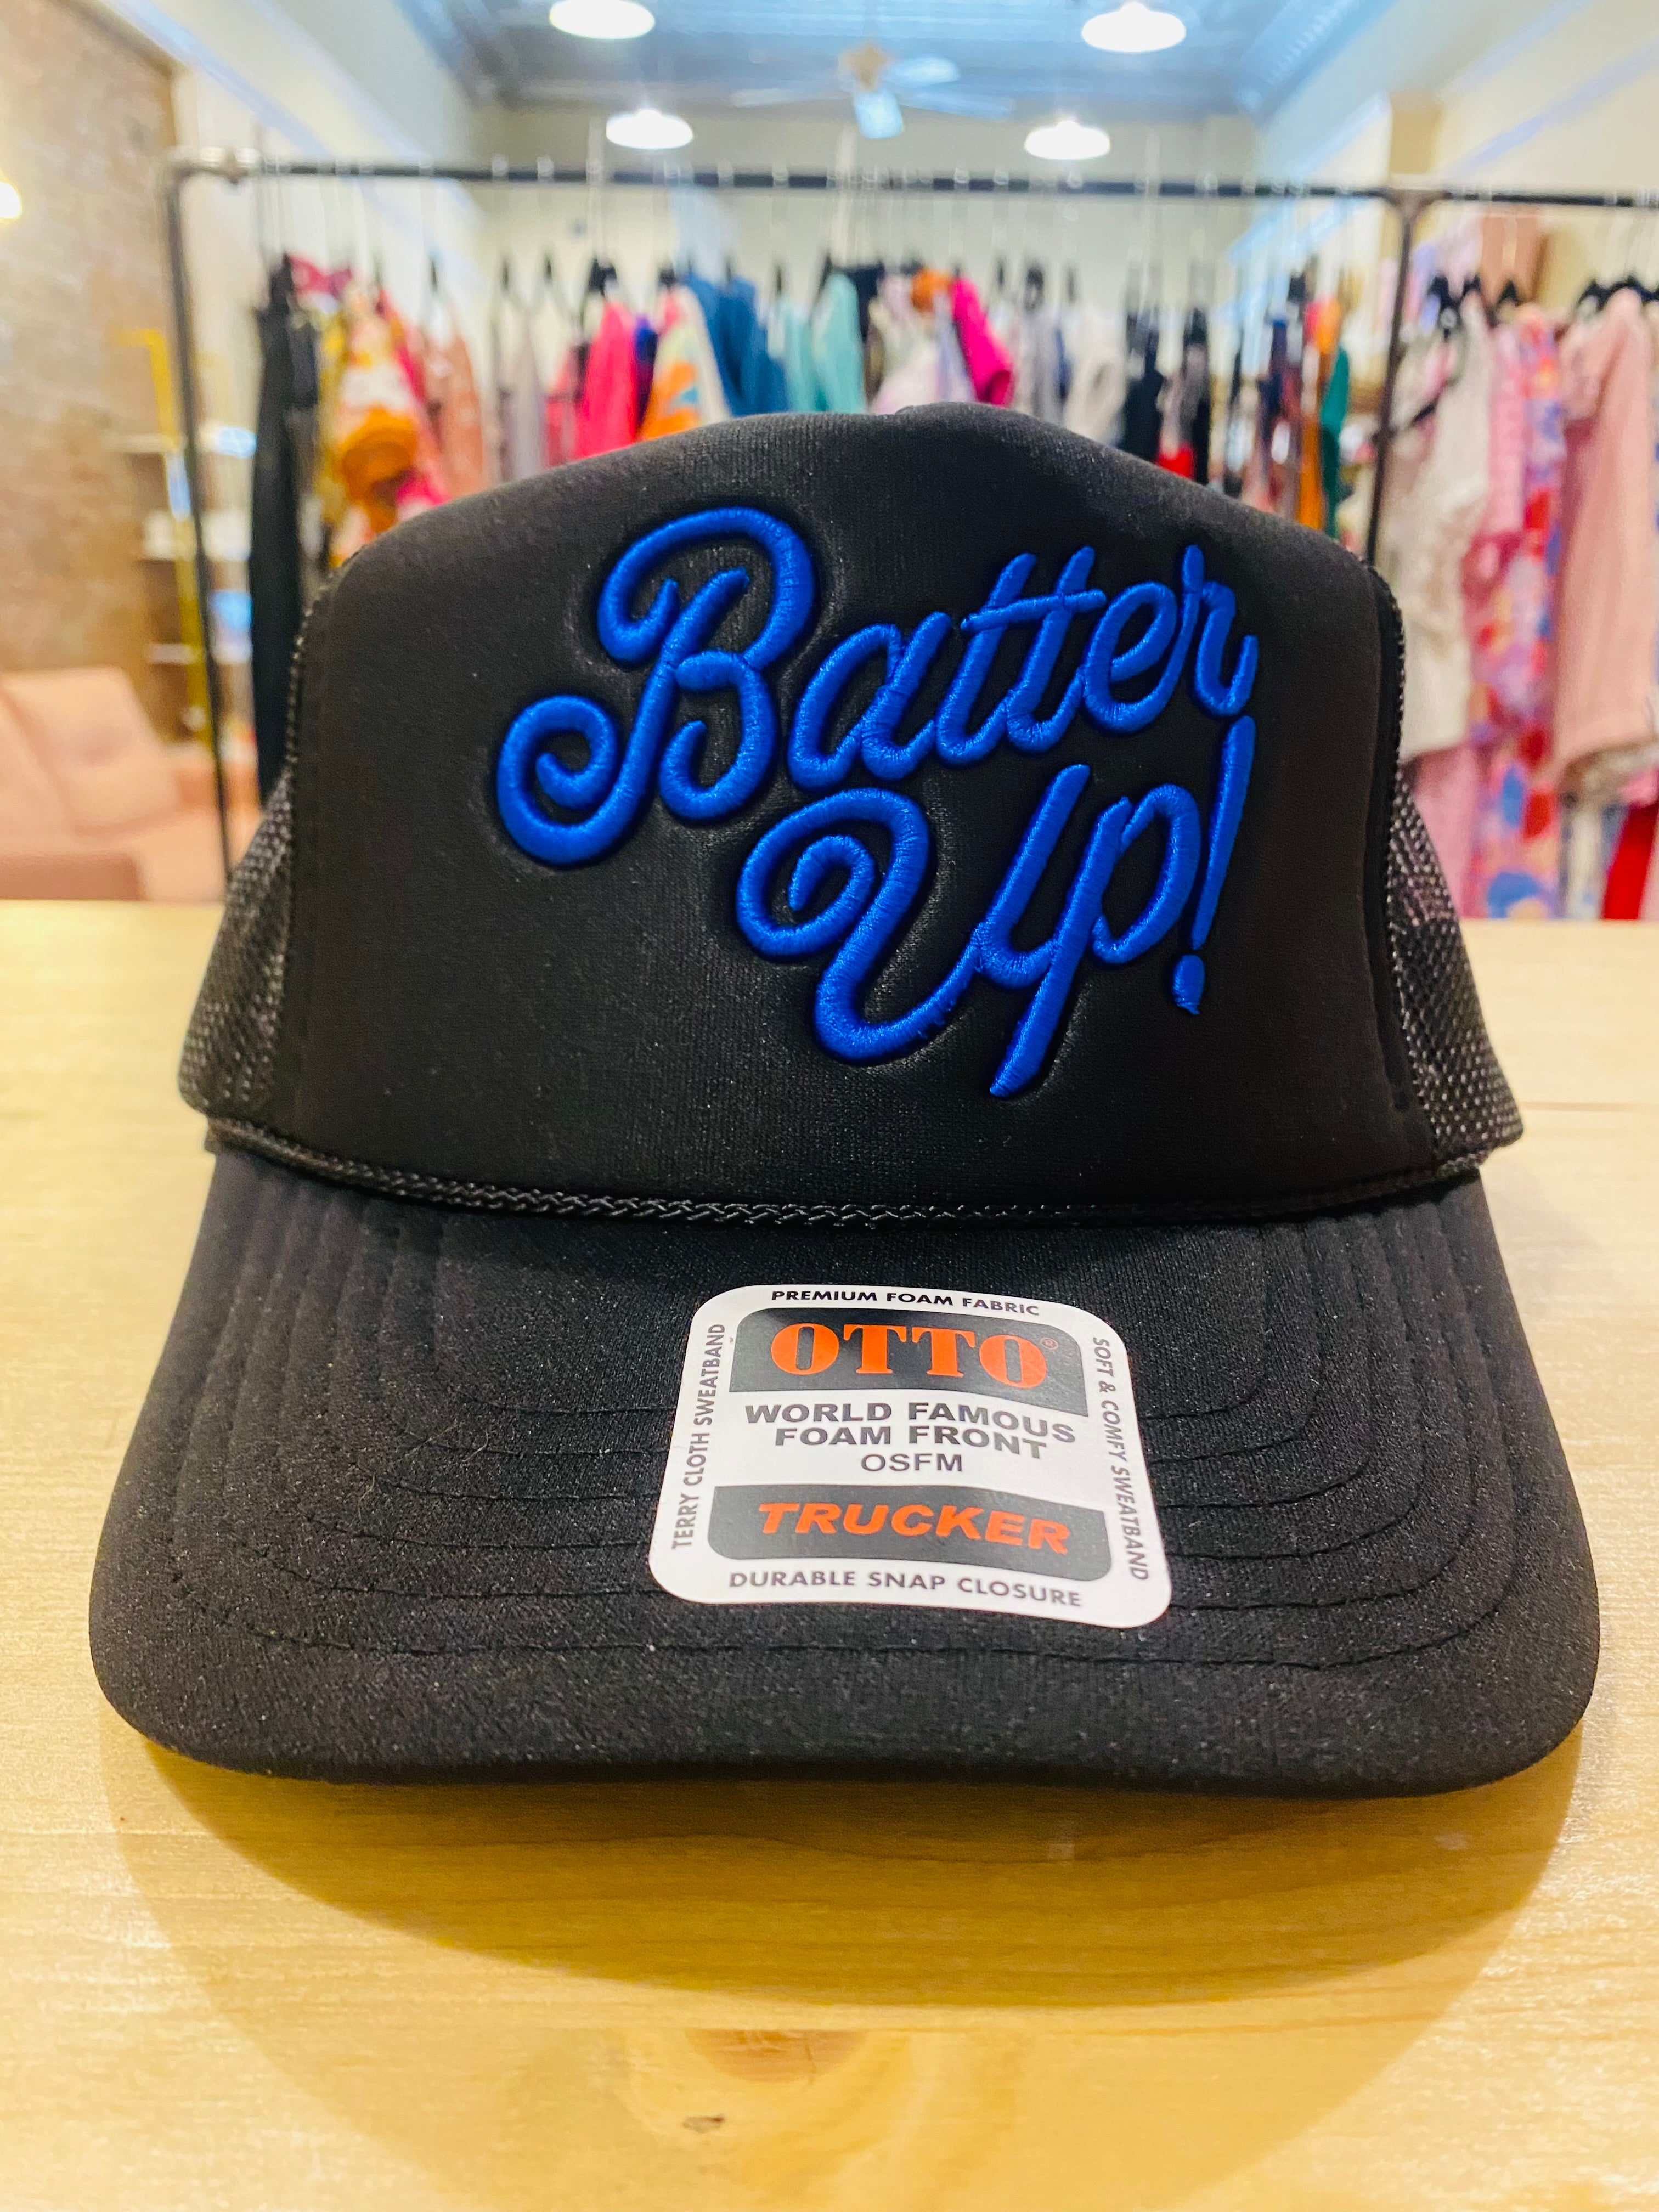 Batter
Up!
PREMIUM FOAM FABRIC
OTTO®
WORLD FAMOUS
FOAM FRONT
OSFM
TRUCKER
DURABLE SNAP CLOSURE
TERRY CLOTH SWEATBAND
SOFT & COMFY SWEATBAND